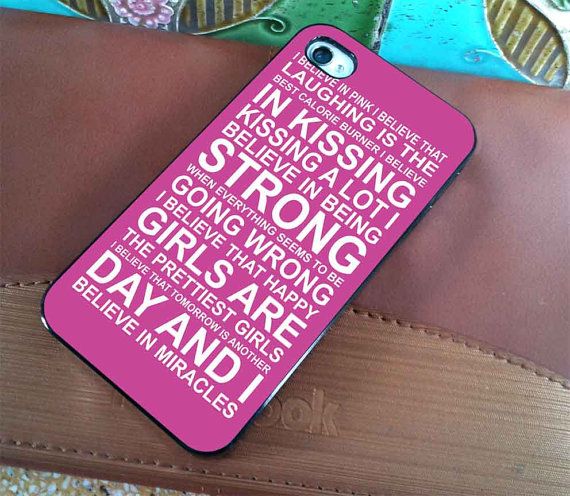 I BELIEVE IN PINK I BELIEVE THAT
LAUGHING IS THE
BEST CALORIE BURNER I BELIEVE
IN KISSING
KISSING A LOT I
BELIEVE IN BEING
STRONG
WHEN EVERYTHING SEEMS TO BE
GOING WRONG
I BELIEVE THAT HAPPY
GIRLS ARE
THE PRETTIEST GIRLS
I BELIEVE THAT TOMORROW IS ANOTHER
DAY AND I
BELIEVE IN MIRACLES
ook